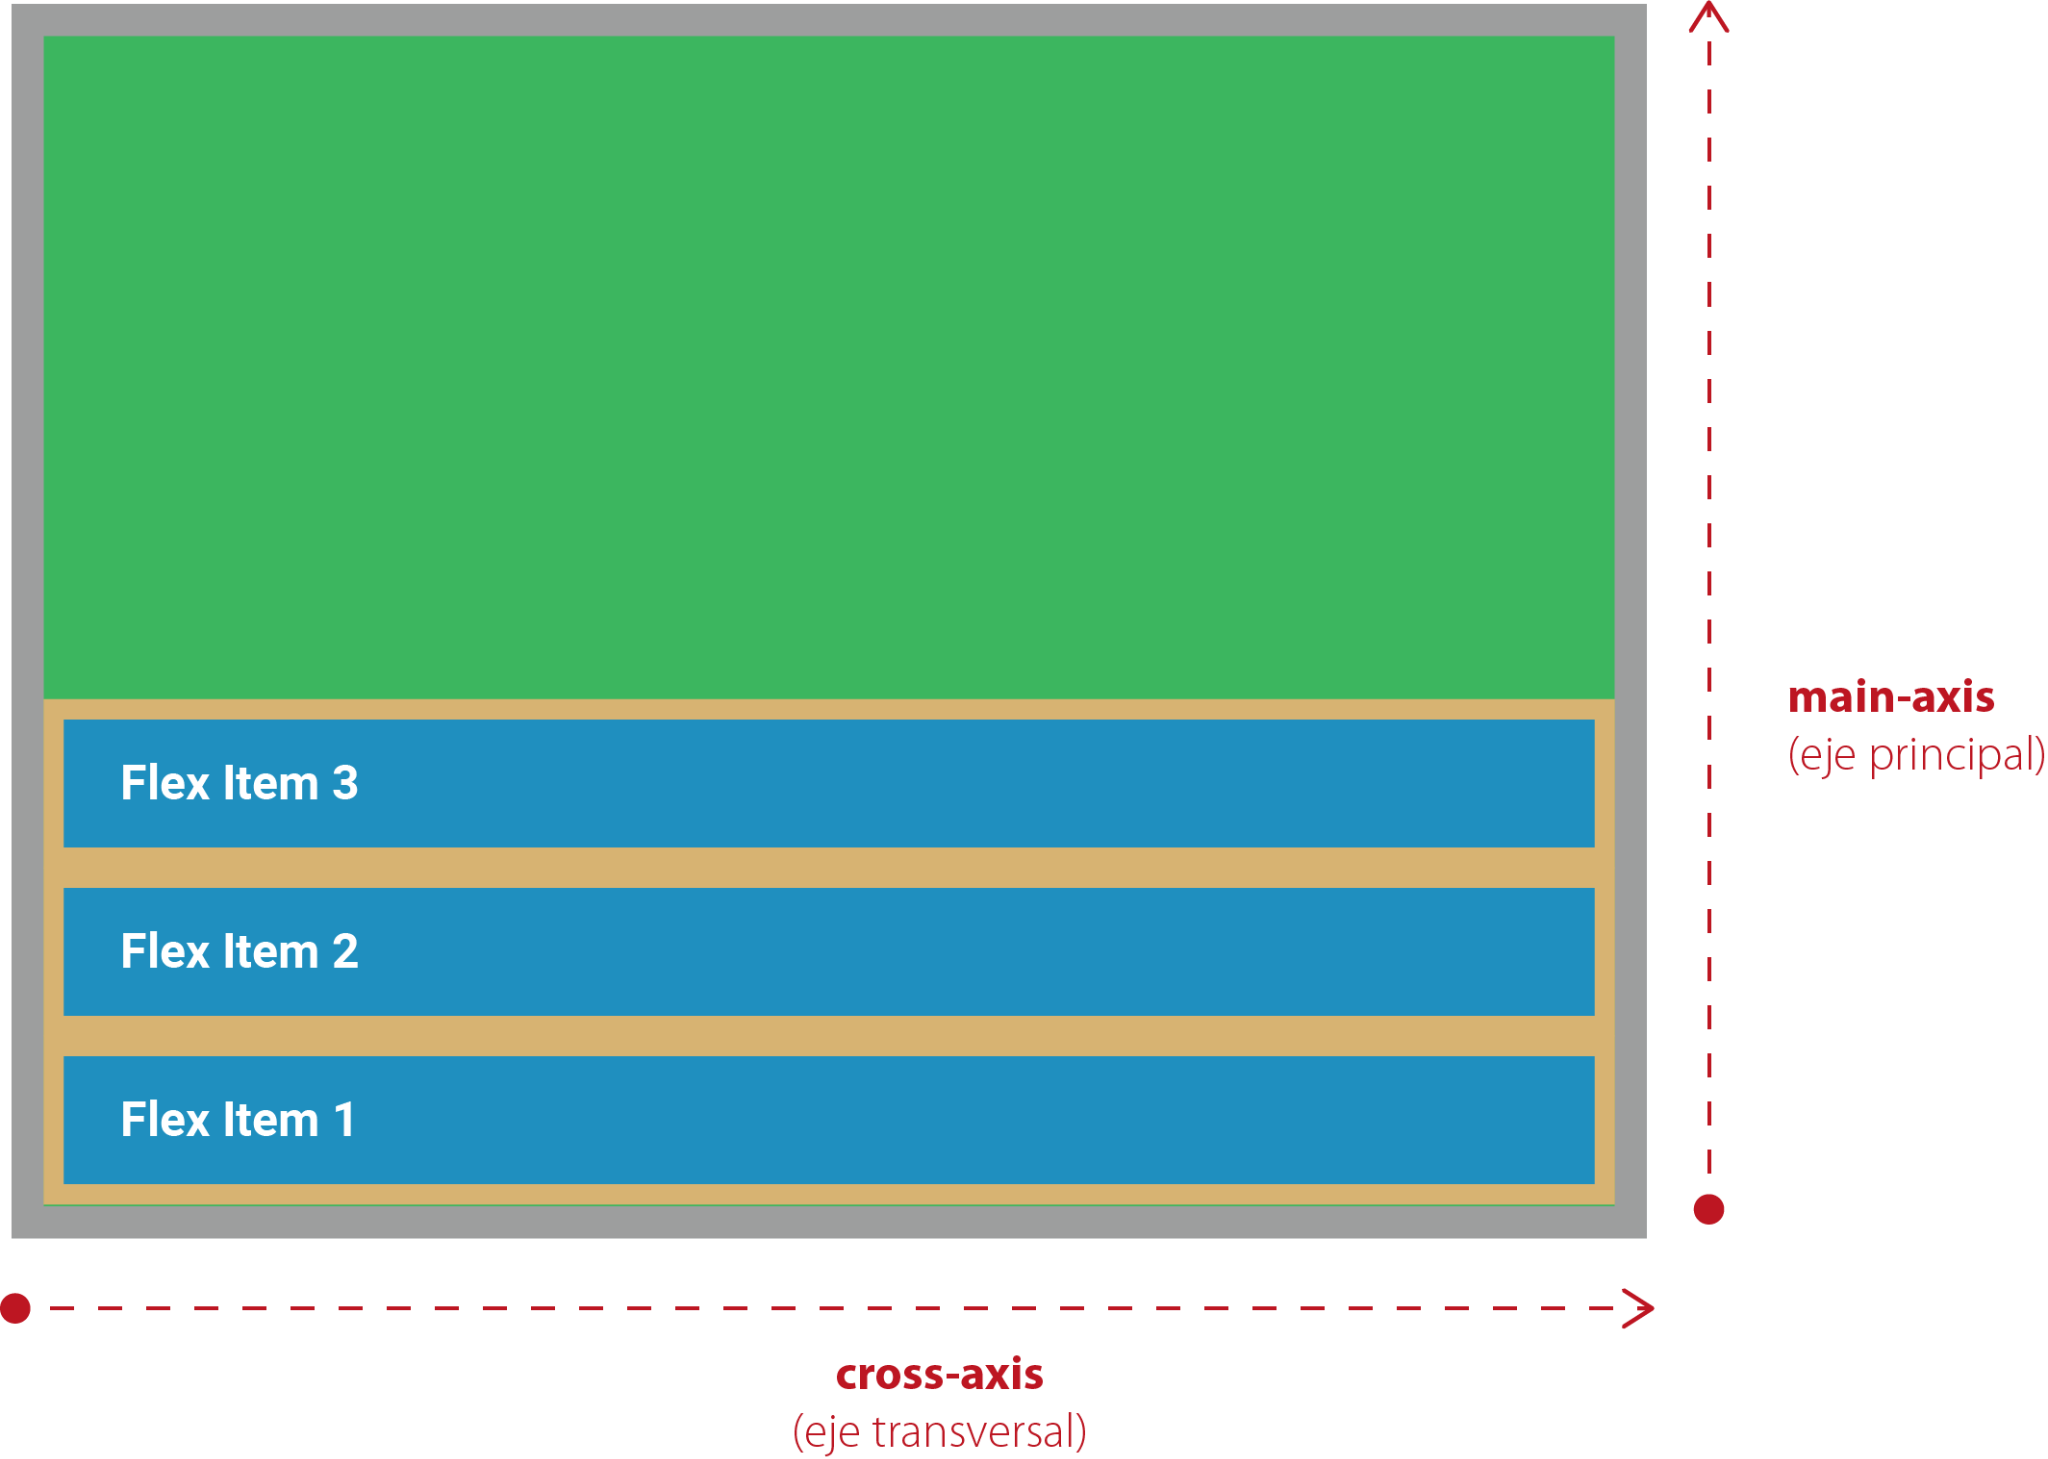 Flex Item 3
Flex Item 2
Flex Item 1
main-axis
(eje principal)
cross-axis
(eje transversal)